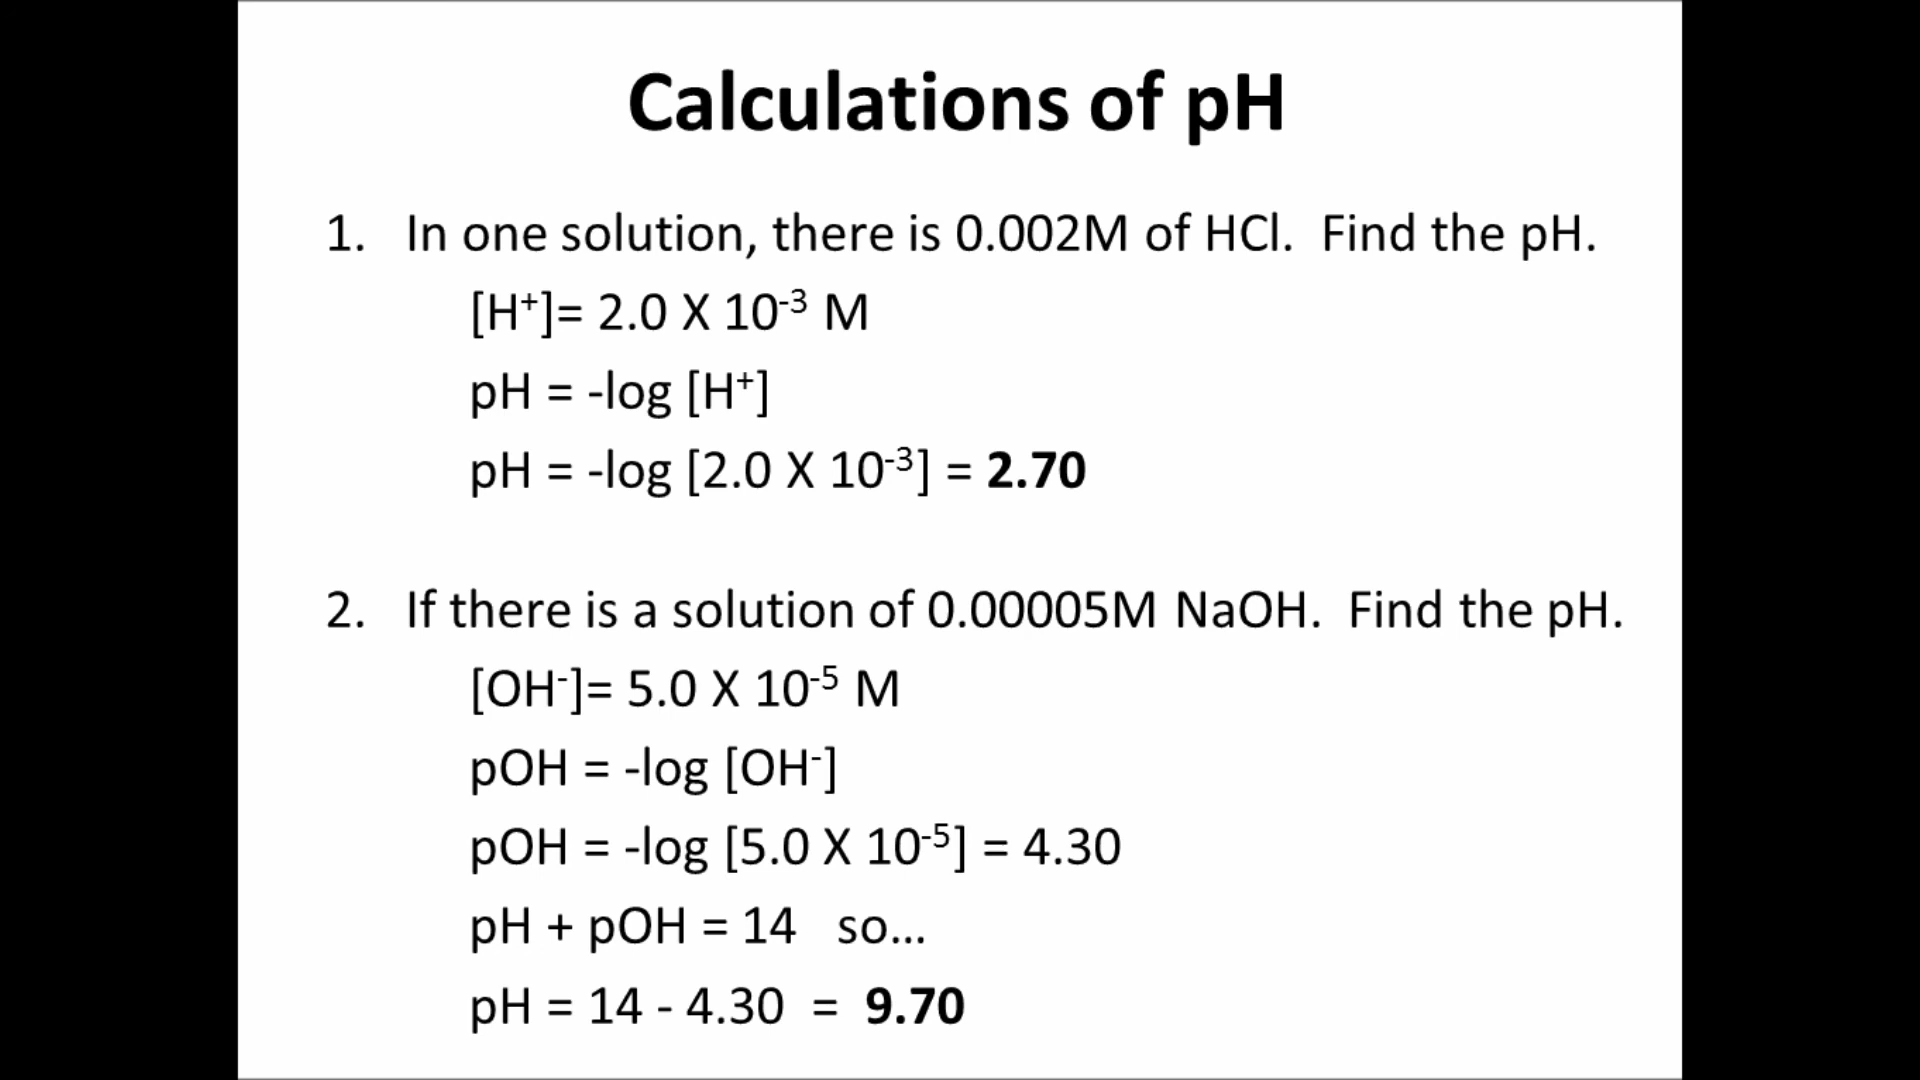 Calculations of pH
1. In one solution, there is 0.002M of HCl. Find the pH.
[H⁺]= 2.0 X 10⁻³ M
pH = -log [H⁺]
pH = -log [2.0 X 10⁻³] = 2.70
2. If there is a solution of 0.00005M NaOH. Find the pH.
[OH⁻]= 5.0 X 10⁻⁵ M
pOH = -log [OH⁻]
pOH = -log [5.0 X 10⁻⁵] = 4.30
pH + pOH = 14 so...
pH = 14 - 4.30 = 9.70